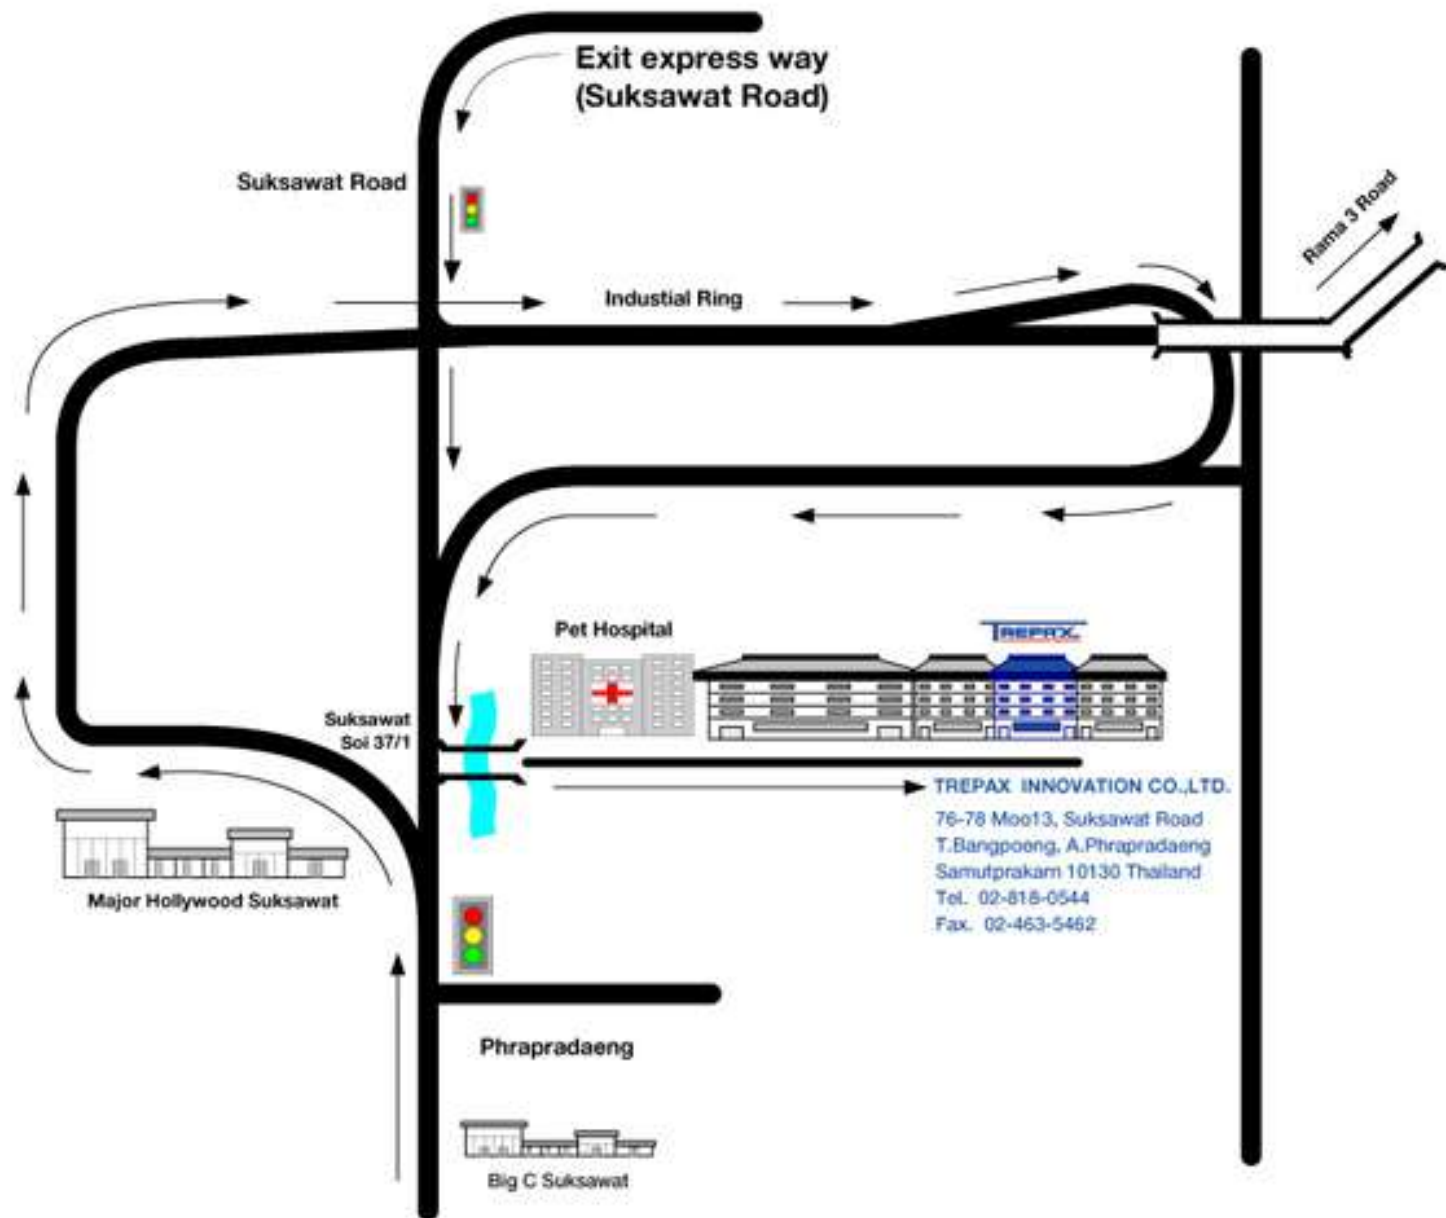 Exit express way
(Suksawat Road)
Suksawat Road
Rama 3 Road
Industial Ring
Pet Hospital
TREPAX
Suksawat
Soi 37/1
TREPAX INNOVATION CO.,LTD.
76-78 Moo13, Suksawat Road
T.Bangpoeng, A.Phrapradaeng
Samutprakarn 10130 Thailand
Tel. 02-818-0544
Fax. 02-463-5462
Major Hollywood Suksawat
Phrapradaeng
Big C Suksawat